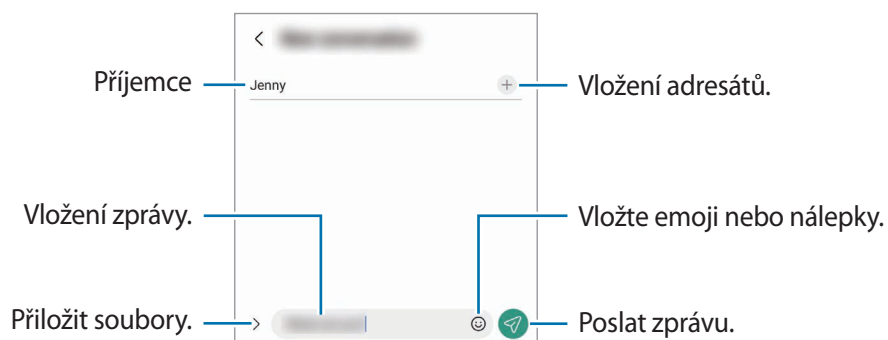 Příjemce
Jenny
Vložení adresátů.
Vložení zprávy.
Vložte emoji nebo nálepky.
Přiložit soubory.
Poslat zprávu.